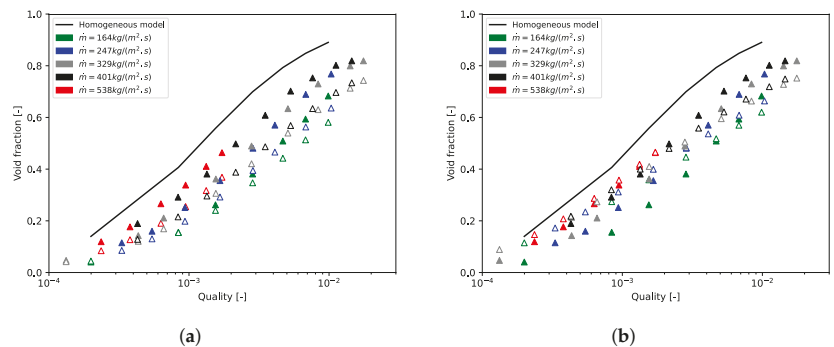 Homogeneous model
ṁ = 164kg/(m², s)
ṁ = 247kg/(m², s)
ṁ = 329kg/(m², s)
ṁ = 401kg/(m², s)
ṁ = 538kg/(m², s)
1.0
0.8
0.6
0.4
0.2
0.0
Void fraction [-]
10⁻⁴
10⁻³
10⁻²
Quality [-]
(a)
Homogeneous model
ṁ = 164kg/(m², s)
ṁ = 247kg/(m², s)
ṁ = 329kg/(m², s)
ṁ = 401kg/(m², s)
ṁ = 538kg/(m², s)
1.0
0.8
0.6
0.4
0.2
0.0
Void fraction [-]
10⁻⁴
10⁻³
10⁻²
Quality [-]
(b)